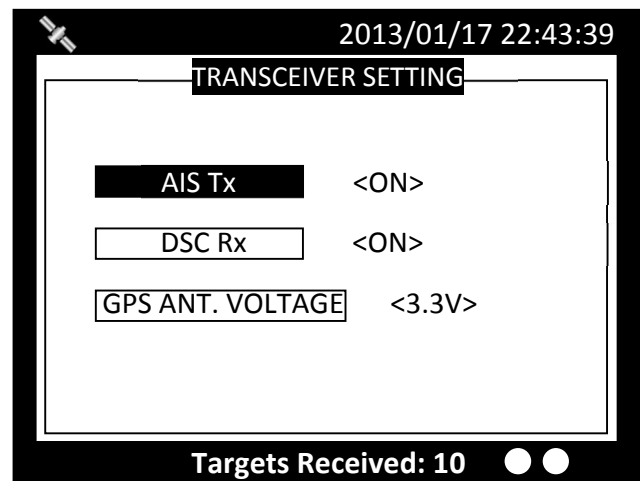 2013/01/17 22:43:39
TRANSCEIVER SETTING
AIS Tx <ON>
DSC Rx <ON>
GPS ANT. VOLTAGE <3.3V>
Targets Received: 10